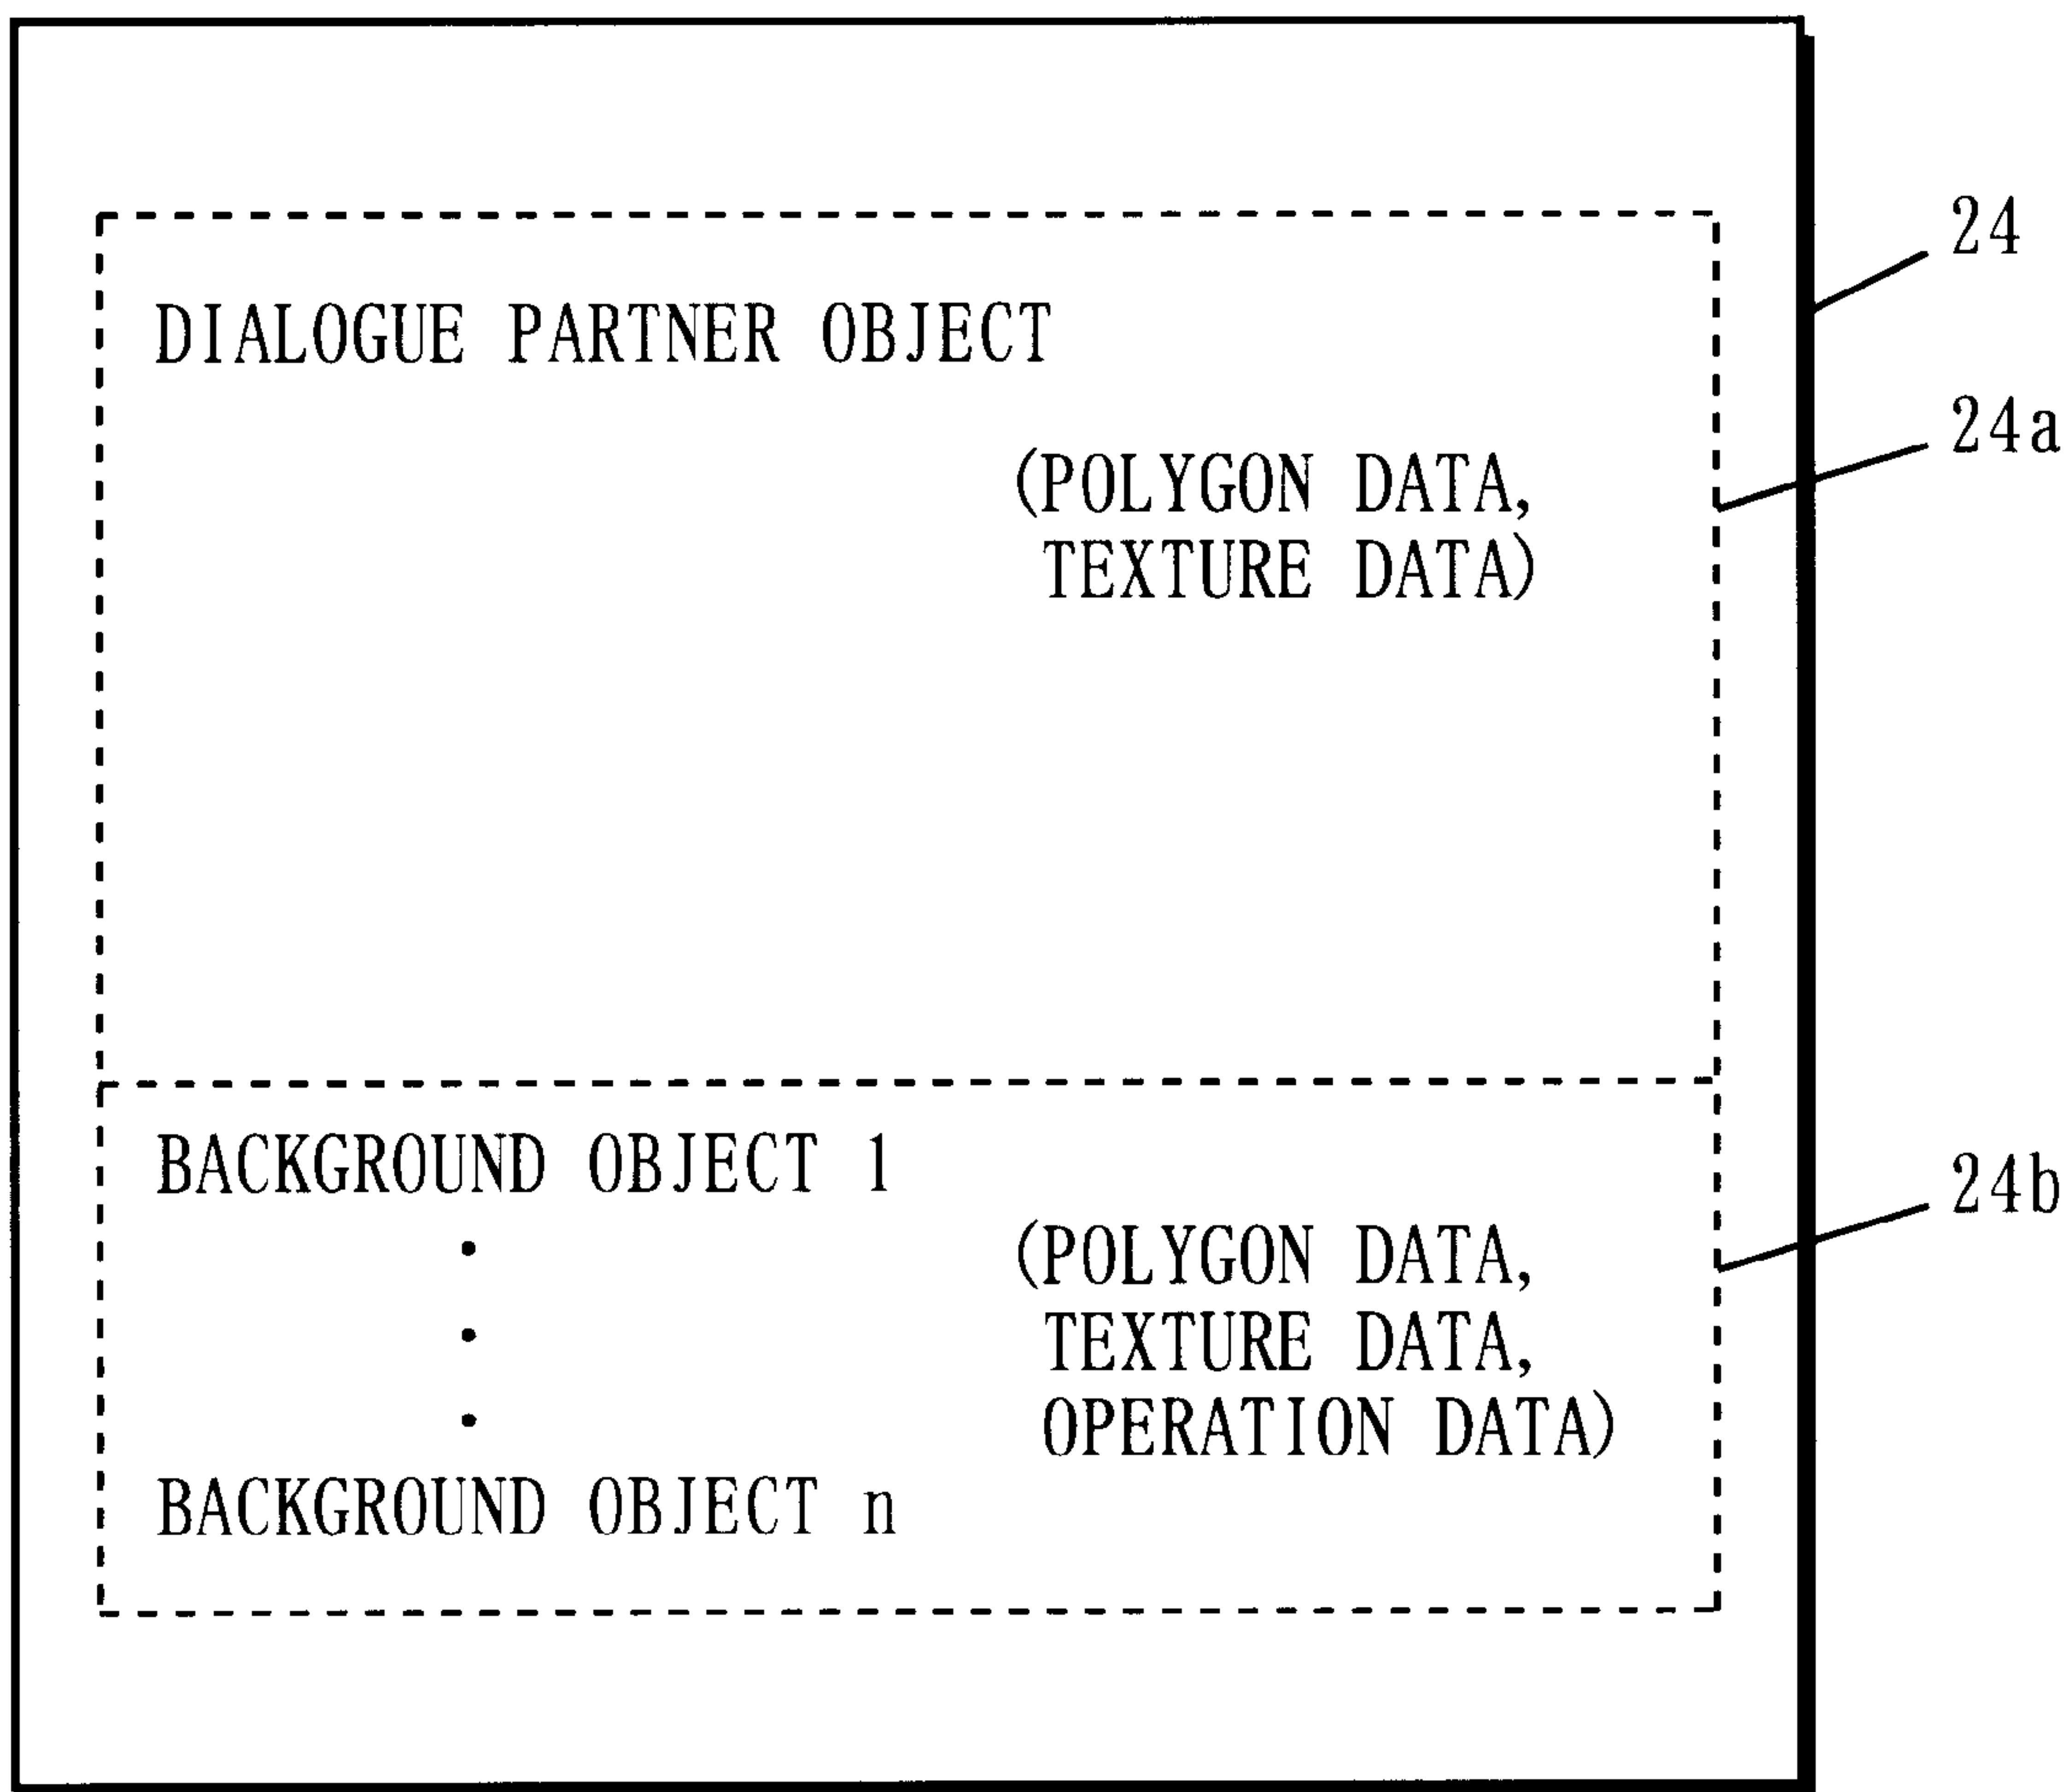 24
DIALOGUE PARTNER OBJECT
24a
(POLYGON DATA,
TEXTURE DATA)
BACKGROUND OBJECT 1
24b
(POLYGON DATA,
TEXTURE DATA,
OPERATION DATA)
BACKGROUND OBJECT n